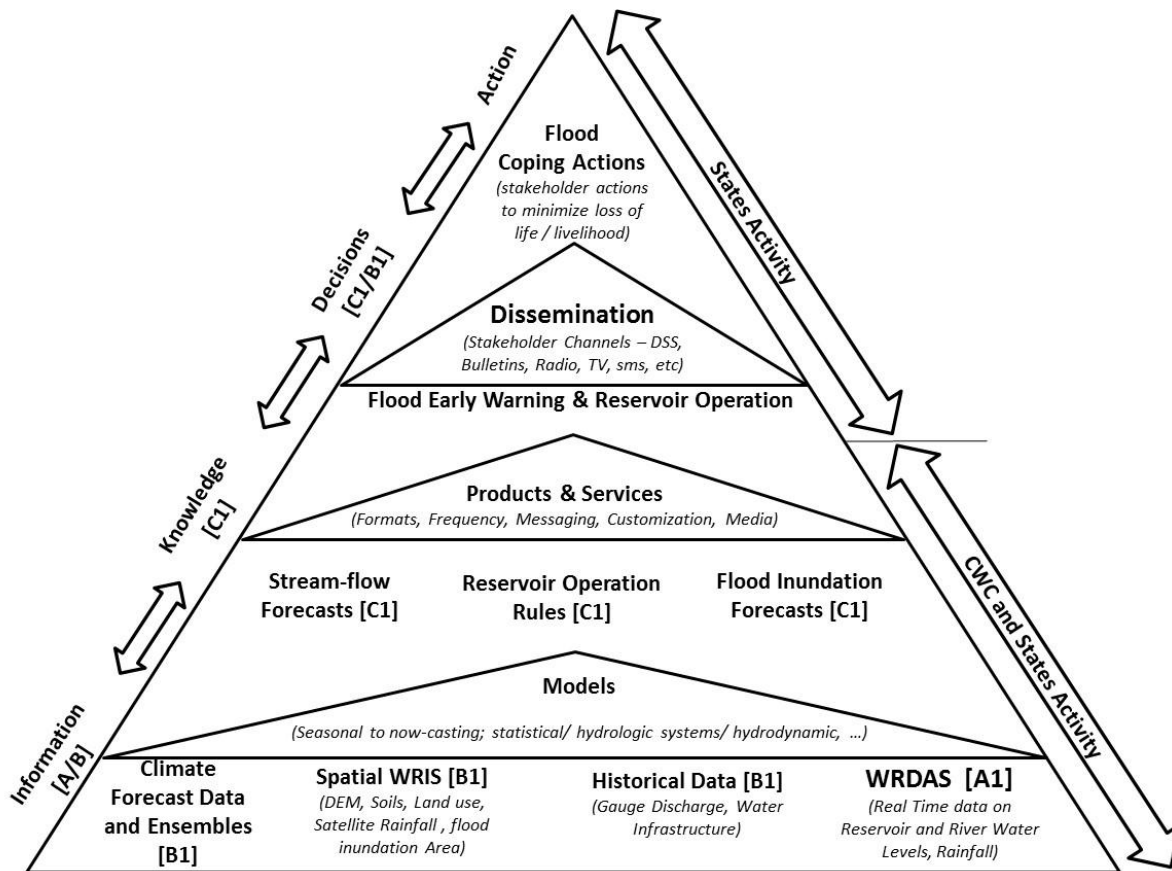 Action
Decisions
[C1/B1]
Knowledge
[C1]
Information
[A/B]
Flood
Coping Actions
(stakeholder actions
to minimize loss of
life / livelihood)
Dissemination
(Stakeholder Channels – DSS,
Bulletins, Radio, TV, sms, etc)
Flood Early Warning & Reservoir Operation
Products & Services
(Formats, Frequency, Messaging, Customization, Media)
Stream-flow
Forecasts [C1]
Reservoir Operation
Rules [C1]
Flood Inundation
Forecasts [C1]
Models
(Seasonal to now-casting; statistical/ hydrologic systems/ hydrodynamic, ...)
Climate
Forecast Data
and Ensembles
[B1]
Spatial WRIS [B1]
(DEM, Soils, Land use,
Satellite Rainfall , flood
inundation Area)
Historical Data [B1]
(Gauge Discharge, Water
Infrastructure)
WRDAS [A1]
(Real Time data on
Reservoir and River Water
Levels, Rainfall)
States Activity
CWC and States Activity